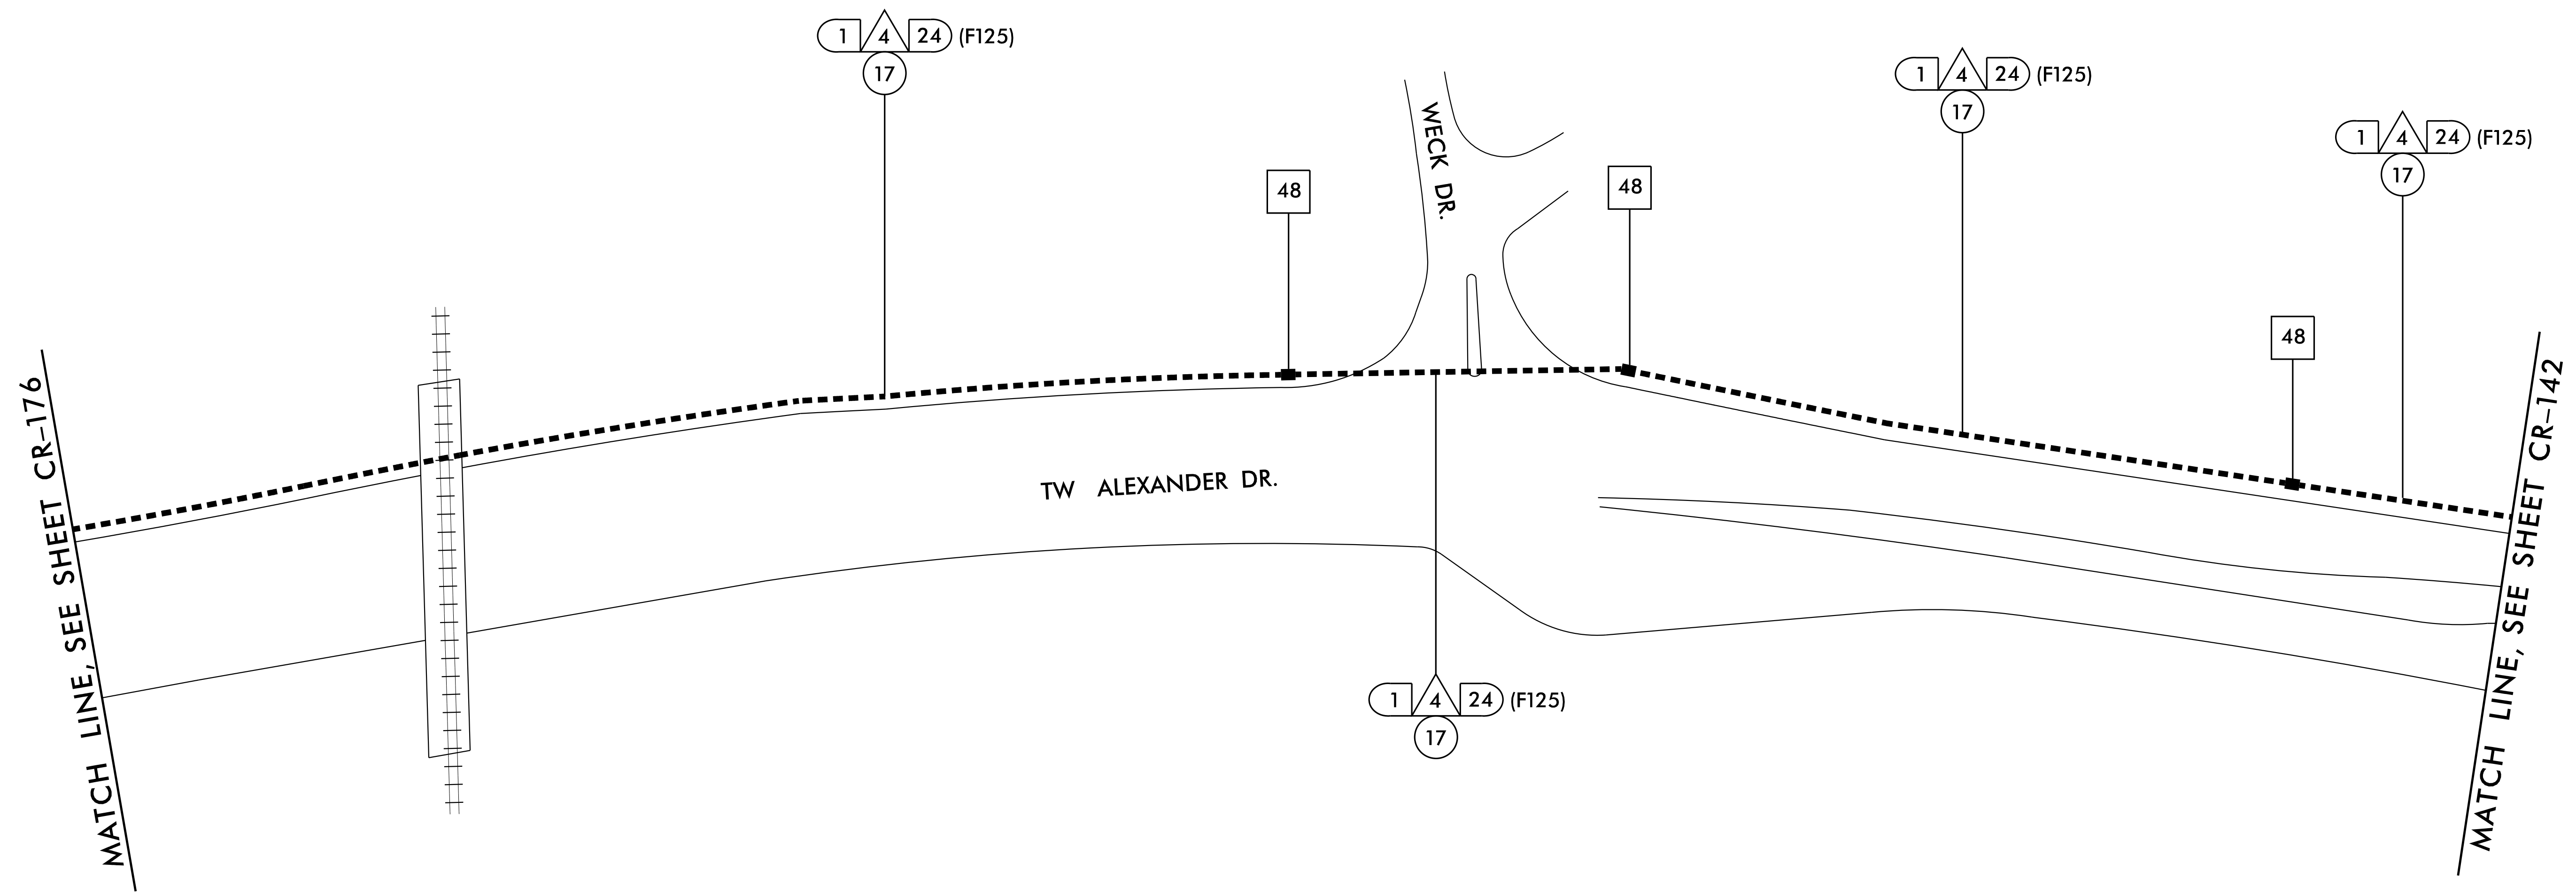 1 4 24 (F125)
17
1 4 24 (F125)
17
1 4 24 (F125)
17
WECK DR.
48
48
48
MATCH LINE, SEE SHEET CR-176
TW ALEXANDER DR.
MATCH LINE, SEE SHEET CR-142
1 4 24 (F125)
17